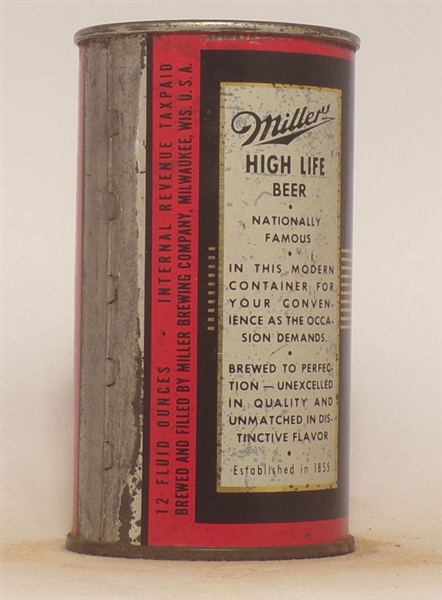 12 FLUID OUNCES • INTERNAL REVENUE TAXPAID
BREWED AND FILLED BY MILLER BREWING COMPANY, MILWAUKEE, WIS. U.S.A.
Miller
HIGH LIFE
BEER
•
NATIONALLY
FAMOUS
•
IN THIS MODERN
CONTAINER FOR
YOUR CONVEN-
IENCE AS THE OCCA-
SION DEMANDS.
•
BREWED TO PERFEC-
TION — UNEXCELLED
IN QUALITY AND
UNMATCHED IN DIS-
TINCTIVE FLAVOR
•
Established in 1855